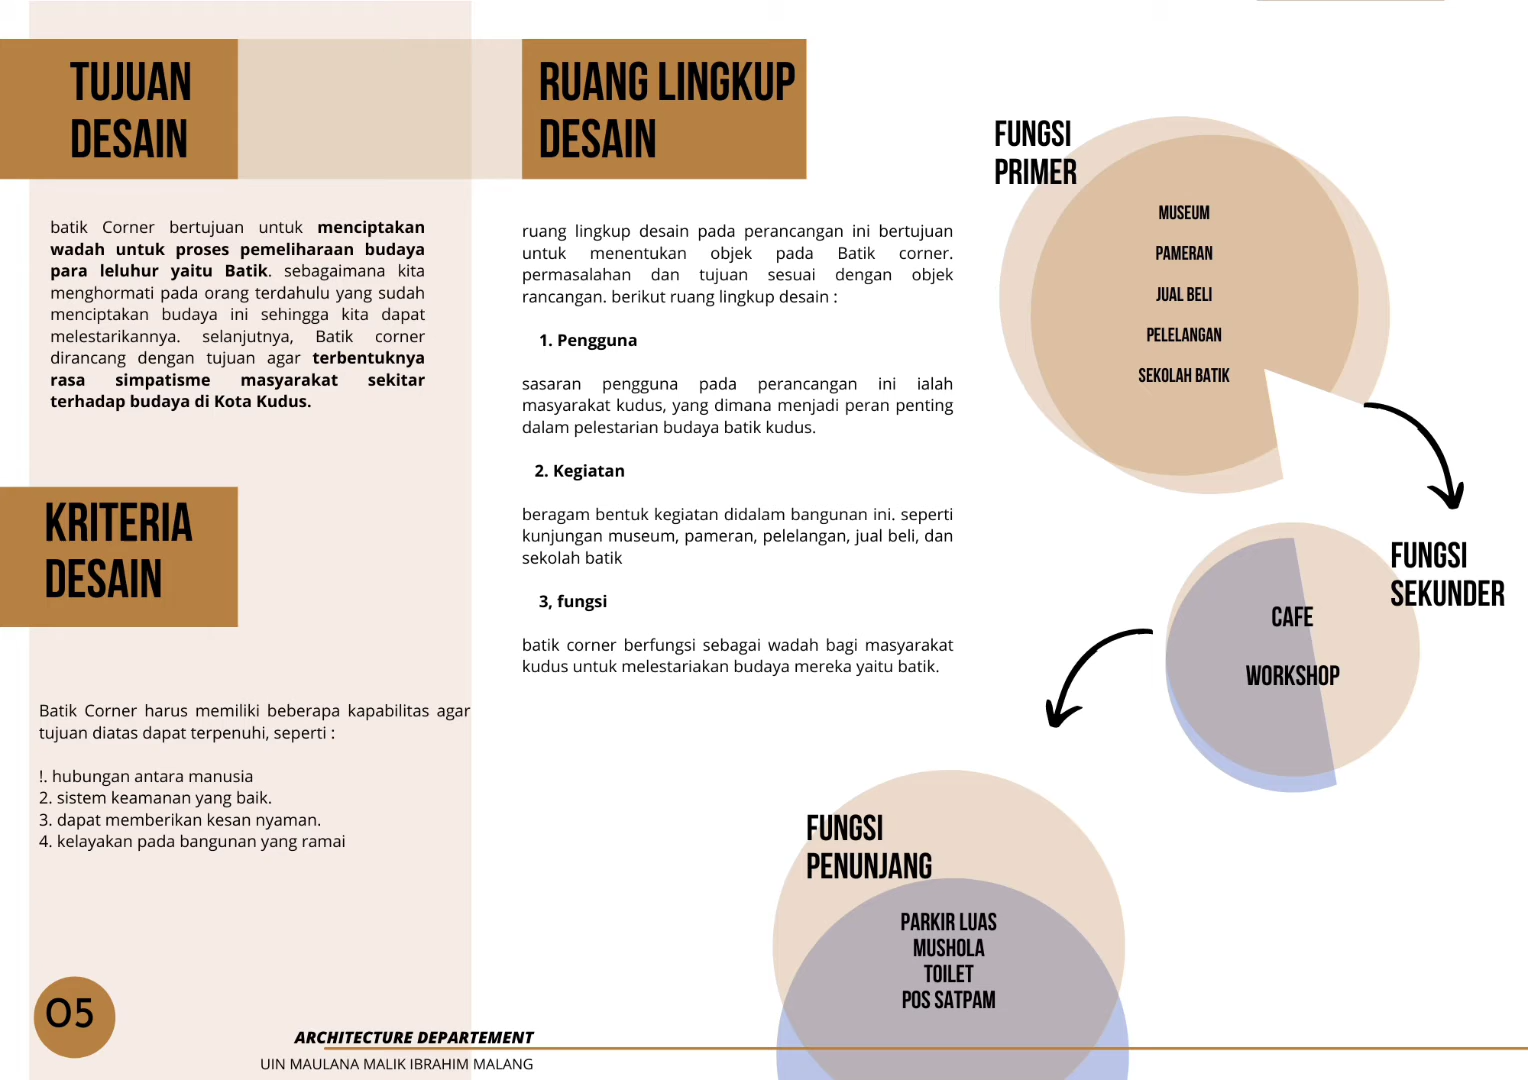 TUJUAN
DESAIN
batik Corner bertujuan untuk menciptakan
wadah untuk proses pemeliharaan budaya
para leluhur yaitu Batik. sebagaimana kita
menghormati pada orang terdahulu yang sudah
menciptakan budaya ini sehingga kita dapat
melestarikannya. selanjutnya, Batik corner
dirancang dengan tujuan agar terbentuknya
rasa simpatisme masyarakat sekitar
terhadap budaya di Kota Kudus.
KRITERIA
DESAIN
Batik Corner harus memiliki beberapa kapabilitas agar
tujuan diatas dapat terpenuhi, seperti :
!. hubungan antara manusia
2. sistem keamanan yang baik.
3. dapat memberikan kesan nyaman.
4. kelayakan pada bangunan yang ramai
RUANG LINGKUP
DESAIN
ruang lingkup desain pada perancangan ini bertujuan
untuk menentukan objek pada Batik corner.
permasalahan dan tujuan sesuai dengan objek
rancangan. berikut ruang lingkup desain :
1. Pengguna
sasaran pengguna pada perancangan ini ialah
masyarakat kudus, yang dimana menjadi peran penting
dalam pelestarian budaya batik kudus.
2. Kegiatan
beragam bentuk kegiatan didalam bangunan ini. seperti
kunjungan museum, pameran, pelelangan, jual beli, dan
sekolah batik
3, fungsi
batik corner berfungsi sebagai wadah bagi masyarakat
kudus untuk melestariakan budaya mereka yaitu batik.
FUNGSI
PRIMER
MUSEUM
PAMERAN
JUAL BELI
PELELANGAN
SEKOLAH BATIK
FUNGSI
SEKUNDER
CAFE
WORKSHOP
FUNGSI
PENUNJANG
PARKIR LUAS
MUSHOLA
TOILET
POS SATPAM
05
ARCHITECTURE DEPARTEMENT
UIN MAULANA MALIK IBRAHIM MALANG